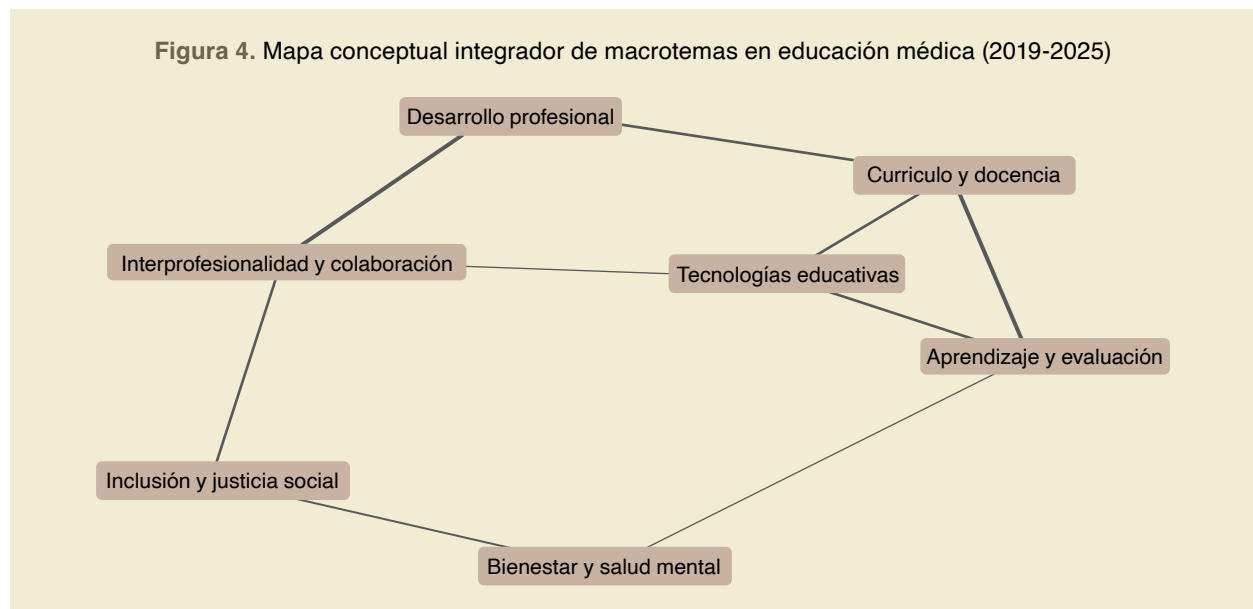 Figura 4. Mapa conceptual integrador de macrotemas en educación médica (2019-2025)
Desarrollo profesional
Curriculo y docencia
Interprofesionalidad y colaboración
Tecnologías educativas
Aprendizaje y evaluación
Inclusión y justicia social
Bienestar y salud mental